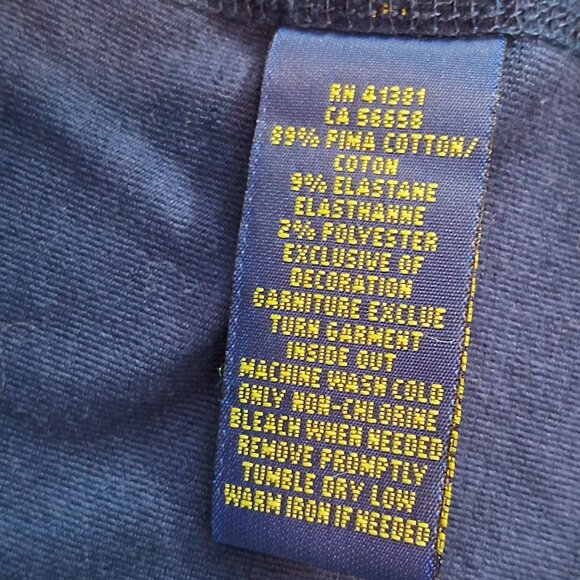 RN 41381
CA 56658
89% PIMA COTTON/
COTON
9% ELASTANE
ELASTHANNE
2% POLYESTER
EXCLUSIVE OF
DECORATION
GARNITURE EXCLUE
TURN GARMENT
INSIDE OUT
MACHINE WASH COLD
ONLY NON-CHLORINE
BLEACH WHEN NEEDED
REMOVE PROMPTLY
TUMBLE DRY LOW
WARM IRON IF NEEDED